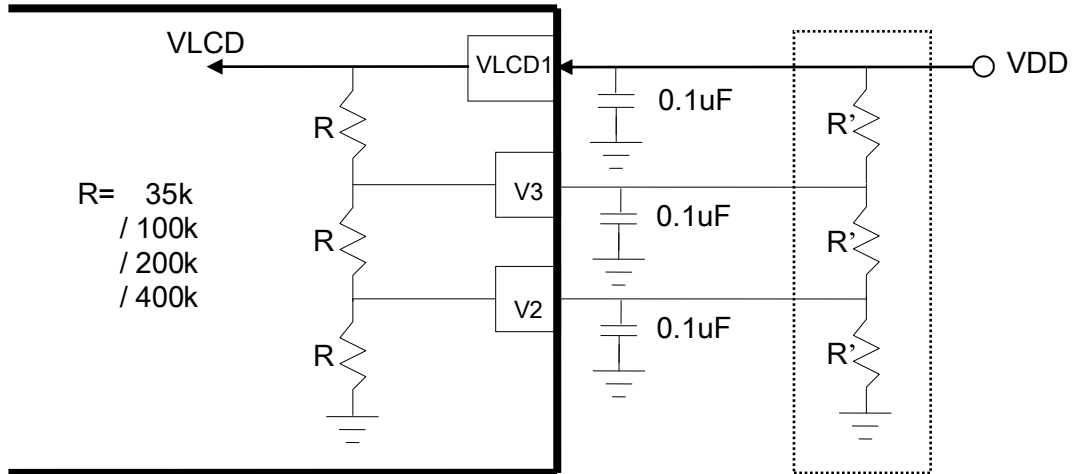 VLCD
VLCD1
VDD
0.1uF
R
R’
V3
R= 35k
/ 100k
/ 200k
/ 400k
0.1uF
R
R’
V2
0.1uF
R
R’